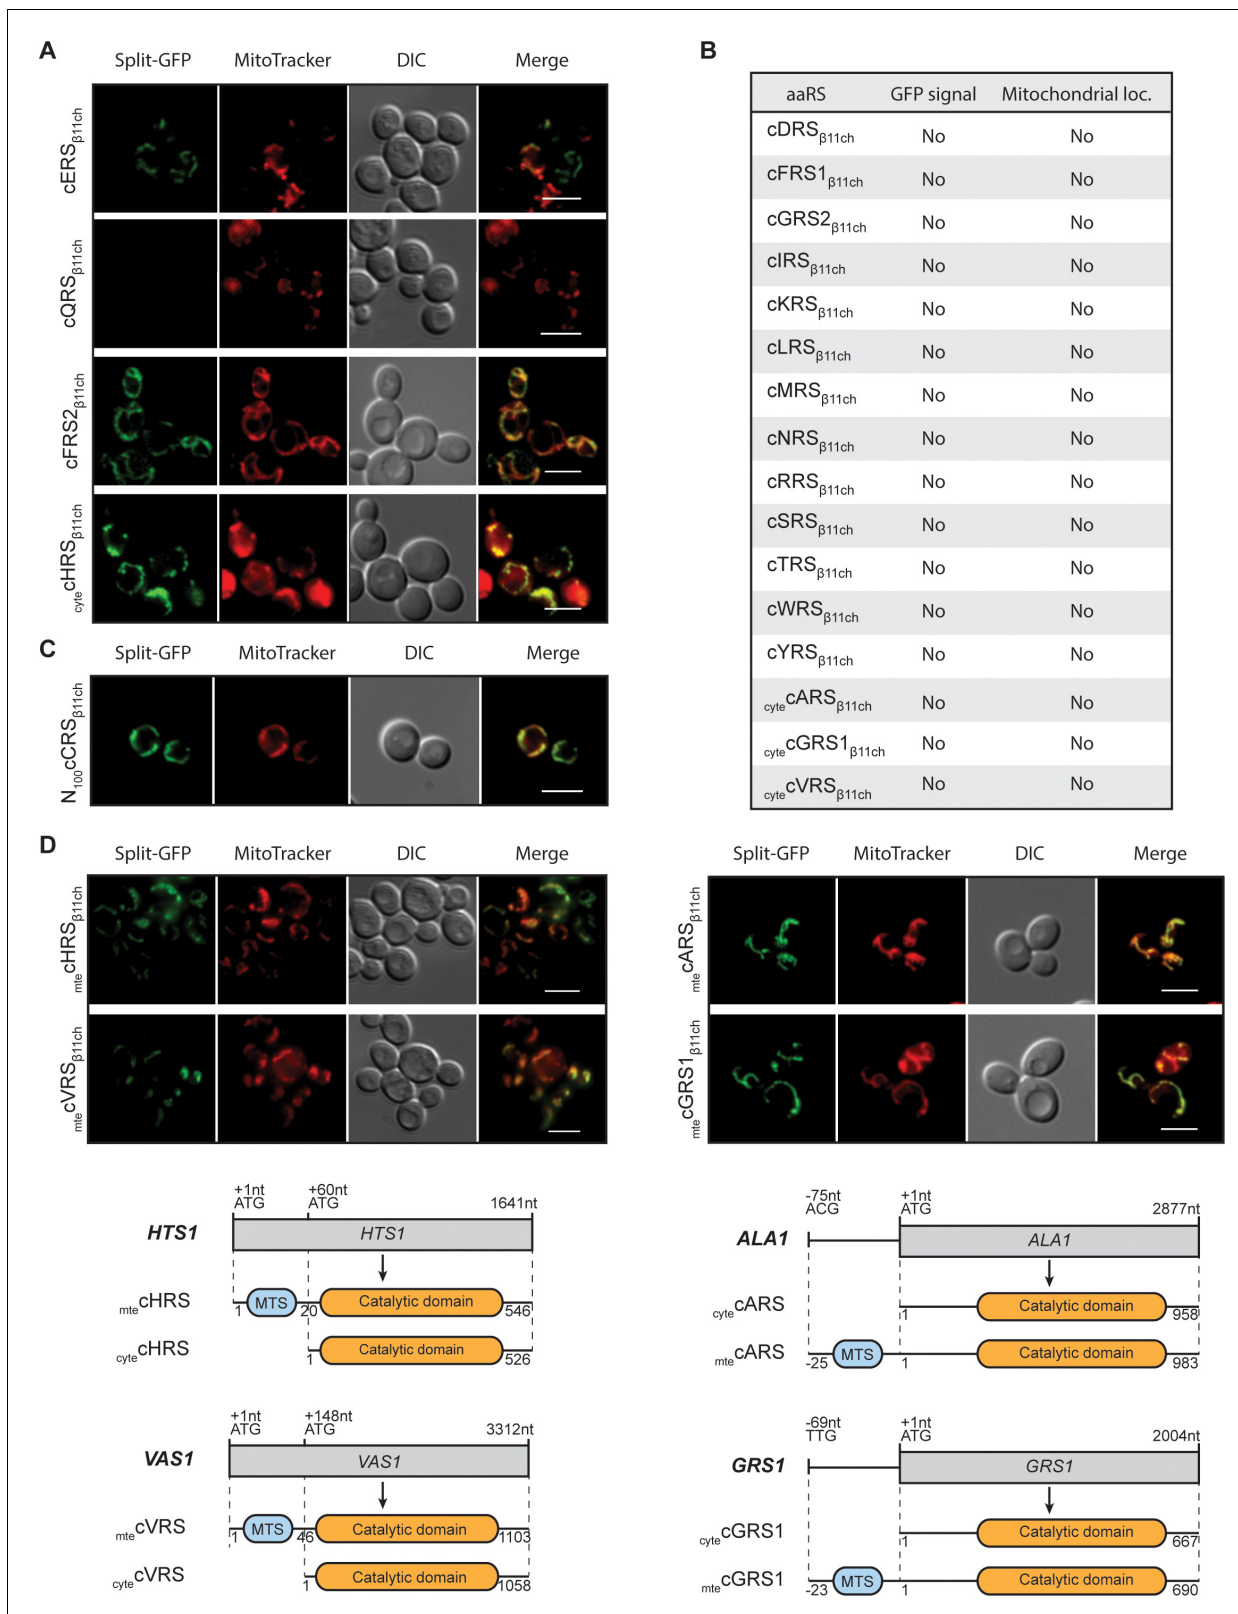 A
Split-GFP MitoTracker DIC Merge
cERSβ11ch
cQRSβ11ch
cFRS2β11ch
cytecHRSβ11ch
B
aaRS GFP signal Mitochondrial loc.
cDRSβ11ch No No
cFRS1β11ch No No
cGRS2β11ch No No
cIRSβ11ch No No
cKRSβ11ch No No
cLRSβ11ch No No
cMRSβ11ch No No
cNRSβ11ch No No
cRRSβ11ch No No
cSRSβ11ch No No
cTRSβ11ch No No
cWRSβ11ch No No
cYRSβ11ch No No
cytecARSβ11ch No No
cytecGRS1β11ch No No
cytecVRSβ11ch No No
C
Split-GFP MitoTracker DIC Merge
N100cCRSβ11ch
D
Split-GFP MitoTracker DIC Merge
mtecHRSβ11ch
mtecVRSβ11ch
Split-GFP MitoTracker DIC Merge
mtecARSβ11ch
mtecGRS1β11ch
+1nt +60nt
ATG ATG 1641nt
HTS1 HTS1
mtecHRS 1 MTS 20 Catalytic domain 546
cytecHRS 1 Catalytic domain 526
-75nt +1nt
ACG ATG 2877nt
ALA1 ALA1
cytecARS 1 Catalytic domain 958
mtecARS -25 MTS 1 Catalytic domain 983
+1nt +148nt
ATG ATG 3312nt
VAS1 VAS1
mtecVRS 1 MTS 46 Catalytic domain 1103
cytecVRS 1 Catalytic domain 1058
-69nt +1nt
TTG ATG 2004nt
GRS1 GRS1
cytecGRS1 1 Catalytic domain 667
mtecGRS1 -23 MTS 1 Catalytic domain 690